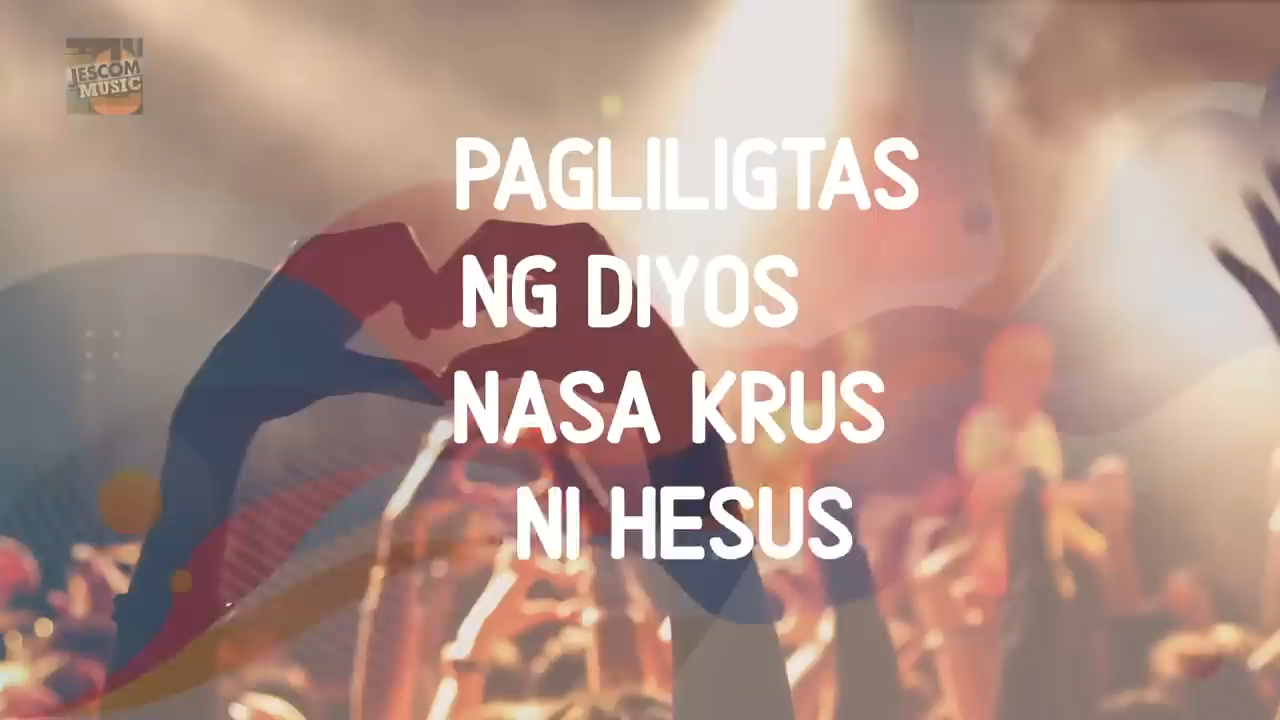 JESCOM
MUSIC
PAGLILIGTAS
NG DIYOS
NASA KRUS
NI HESUS